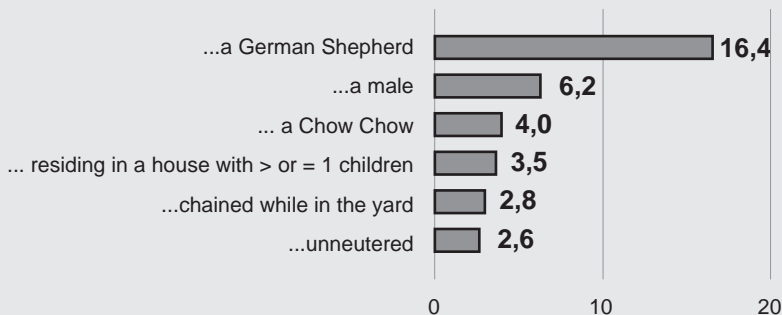 ...a German Shepherd 16,4
...a male 6,2
... a Chow Chow 4,0
... residing in a house with > or = 1 children 3,5
...chained while in the yard 2,8
...unneutered 2,6
0 10 20